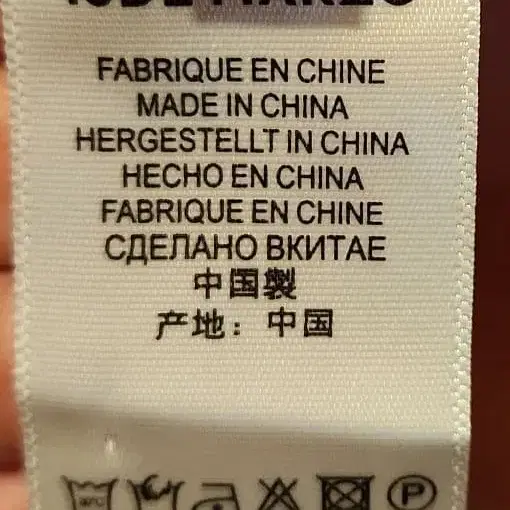 FABRIQUE EN CHINE
MADE IN CHINA
HERGESTELLT IN CHINA
HECHO EN CHINA
FABRIQUE EN CHINE
СДЕЛАНО ВКИТАЕ
中国製
产地：中国
P